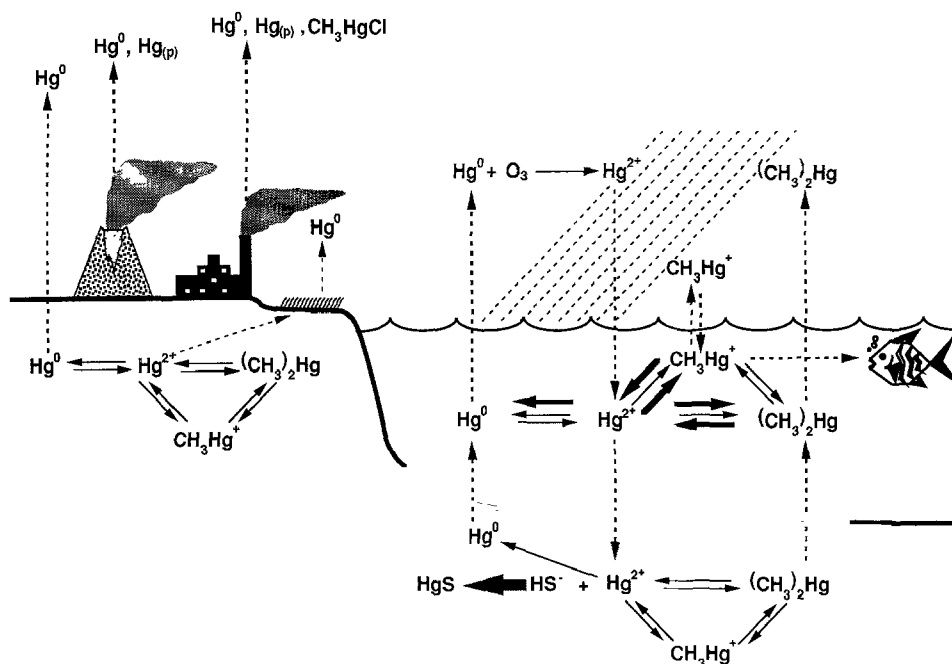 Hg⁰, Hg₍ₚ₎, CH₃HgCl
Hg⁰, Hg₍ₚ₎
Hg⁰
Hg⁰ + O₃ Hg²⁺ (CH₃)₂Hg
Hg⁰
CH₃Hg⁺
Hg⁰ Hg²⁺ (CH₃)₂Hg CH₃Hg⁺
Hg⁰ Hg²⁺ (CH₃)₂Hg
CH₃Hg⁺
Hg⁰
HgS HS⁻ + Hg²⁺ (CH₃)₂Hg
CH₃Hg⁺